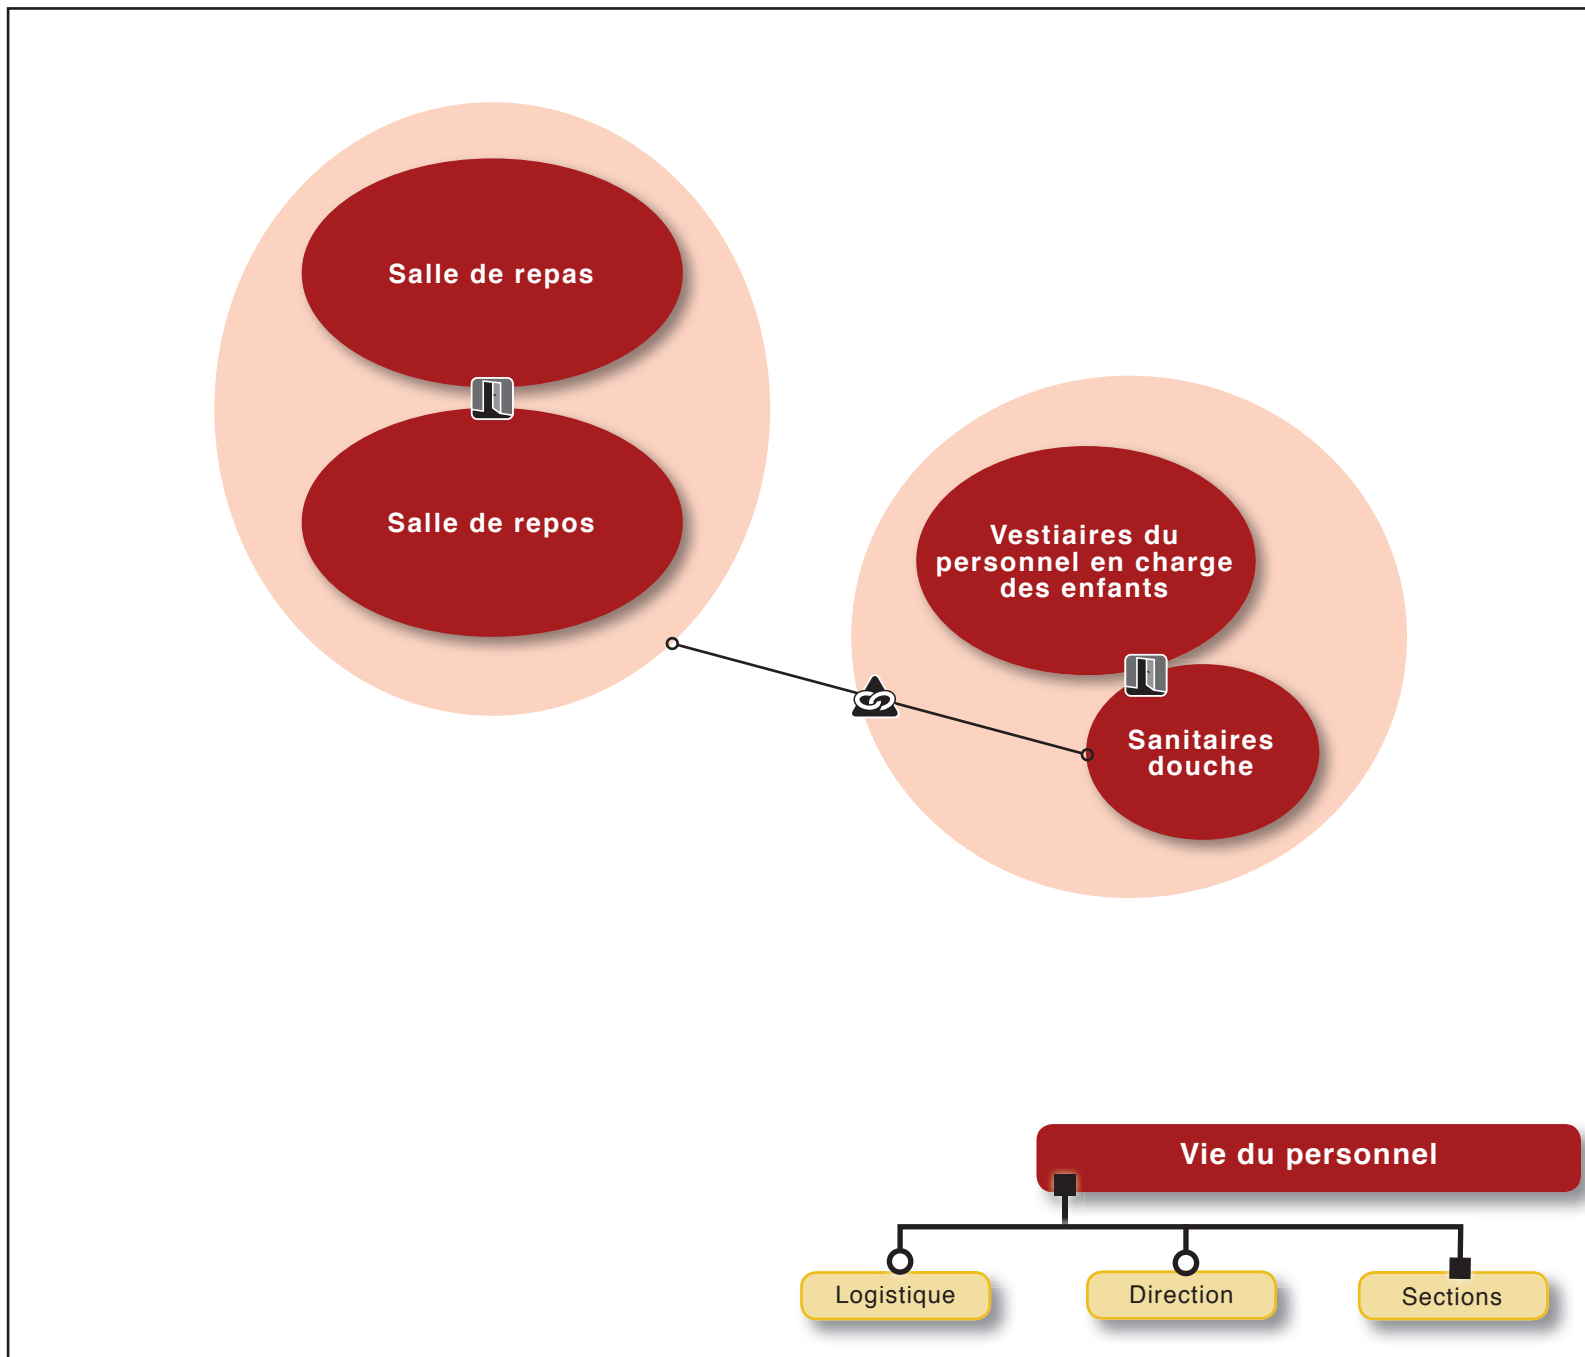 Salle de repas
Salle de repos
Vestiaires du
personnel en charge
des enfants
Sanitaires
douche
Vie du personnel
Logistique
Direction
Sections